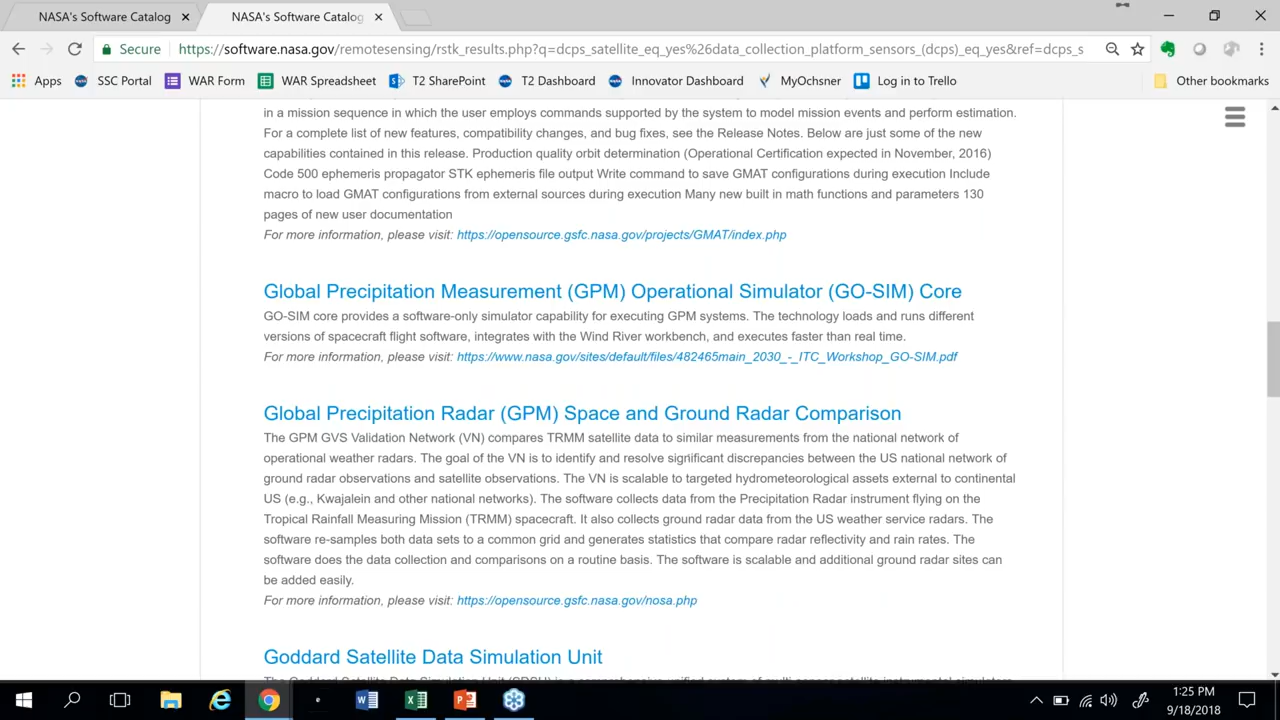 NASA's Software Catalog
NASA's Software Catalog
Secure
https://software.nasa.gov/remotesensing/rstk_results.php?q=dcps_satellite_eq_yes%26data_collection_platform_sensors_(dcps)_eq_yes&ref=dcps_s
Apps
SSC Portal
WAR Form
WAR Spreadsheet
T2 SharePoint
T2 Dashboard
Innovator Dashboard
MyOchsner
Log in to Trello
Other bookmarks
in a mission sequence in which the user employs commands supported by the system to model mission events and perform estimation.
For a complete list of new features, compatibility changes, and bug fixes, see the Release Notes. Below are just some of the new
capabilities contained in this release. Production quality orbit determination (Operational Certification expected in November, 2016)
Code 500 ephemeris propagator STK ephemeris file output Write command to save GMAT configurations during execution Include
macro to load GMAT configurations from external sources during execution Many new built in math functions and parameters 130
pages of new user documentation
For more information, please visit: https://opensource.gsfc.nasa.gov/projects/GMAT/index.php
Global Precipitation Measurement (GPM) Operational Simulator (GO-SIM) Core
GO-SIM core provides a software-only simulator capability for executing GPM systems. The technology loads and runs different
versions of spacecraft flight software, integrates with the Wind River workbench, and executes faster than real time.
For more information, please visit: https://www.nasa.gov/sites/default/files/482465main_2030_-_ITC_Workshop_GO-SIM.pdf
Global Precipitation Radar (GPM) Space and Ground Radar Comparison
The GPM GVS Validation Network (VN) compares TRMM satellite data to similar measurements from the national network of
operational weather radars. The goal of the VN is to identify and resolve significant discrepancies between the US national network of
ground radar observations and satellite observations. The VN is scalable to targeted hydrometeorological assets external to continental
US (e.g., Kwajalein and other national networks). The software collects data from the Precipitation Radar instrument flying on the
Tropical Rainfall Measuring Mission (TRMM) spacecraft. It also collects ground radar data from the US weather service radars. The
software re-samples both data sets to a common grid and generates statistics that compare radar reflectivity and rain rates. The
software does the data collection and comparisons on a routine basis. The software is scalable and additional ground radar sites can
be added easily.
For more information, please visit: https://opensource.gsfc.nasa.gov/nosa.php
Goddard Satellite Data Simulation Unit
The Goddard Satellite Data Simulation Unit (GDSU) is a comprehensive unified system of multi-sensor satellite instrumental simulators
1:25 PM
9/18/2018